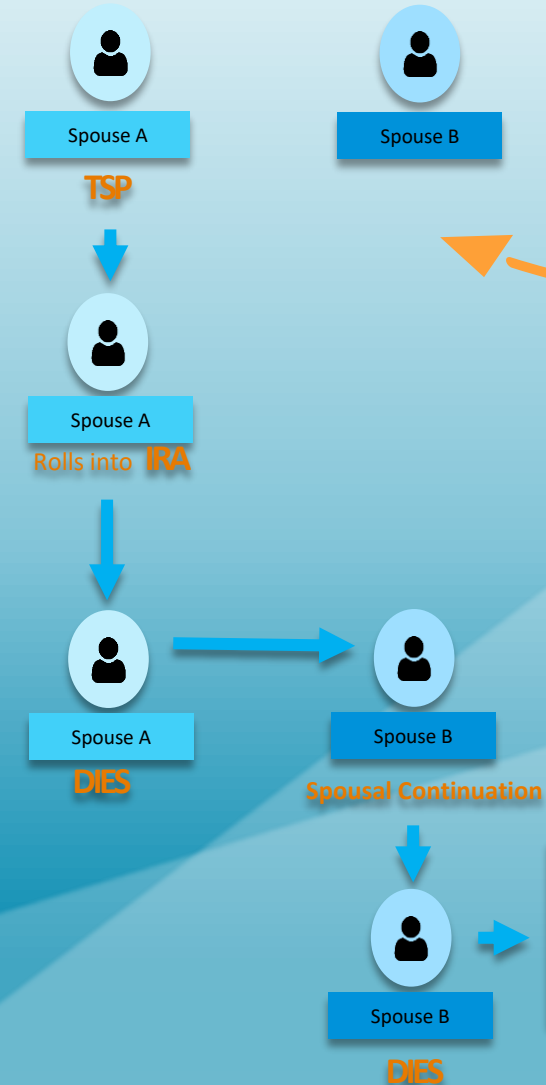 Spouse A
Spouse B
TSP
Spouse A
Rolls into IRA
Spouse A
Spouse B
DIES
Spousal Continuation
Spouse B
DIES